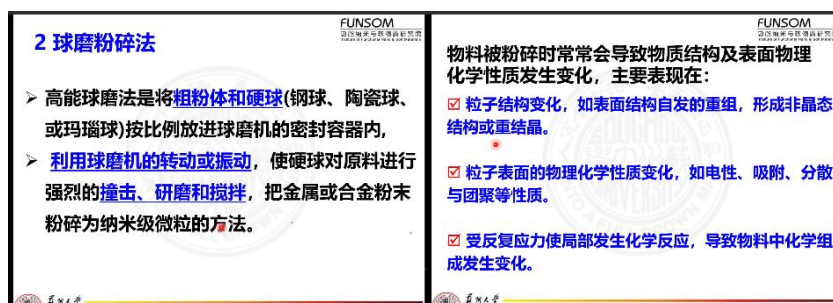 FUNSOM
2 球磨粉碎法
➢ 高能球磨法是将粗粉体和硬球(钢球、陶瓷球、
或玛瑙球)按比例放进球磨机的密封容器内,
➢ 利用球磨机的转动或振动，使硬球对原料进行
强烈的撞击、研磨和搅拌，把金属或合金粉末
粉碎为纳米级微粒的方法。
苏州大学
FUNSOM
物料被粉碎时常常会导致物质结构及表面物理
化学性质发生变化，主要表现在：
☑ 粒子结构变化，如表面结构自发的重组，形成非晶态
结构或重结晶。
☑ 粒子表面的物理化学性质变化，如电性、吸附、分散
与团聚等性质。
☑ 受反复应力使局部发生化学反应，导致物料中化学组
成发生变化。
苏州大学